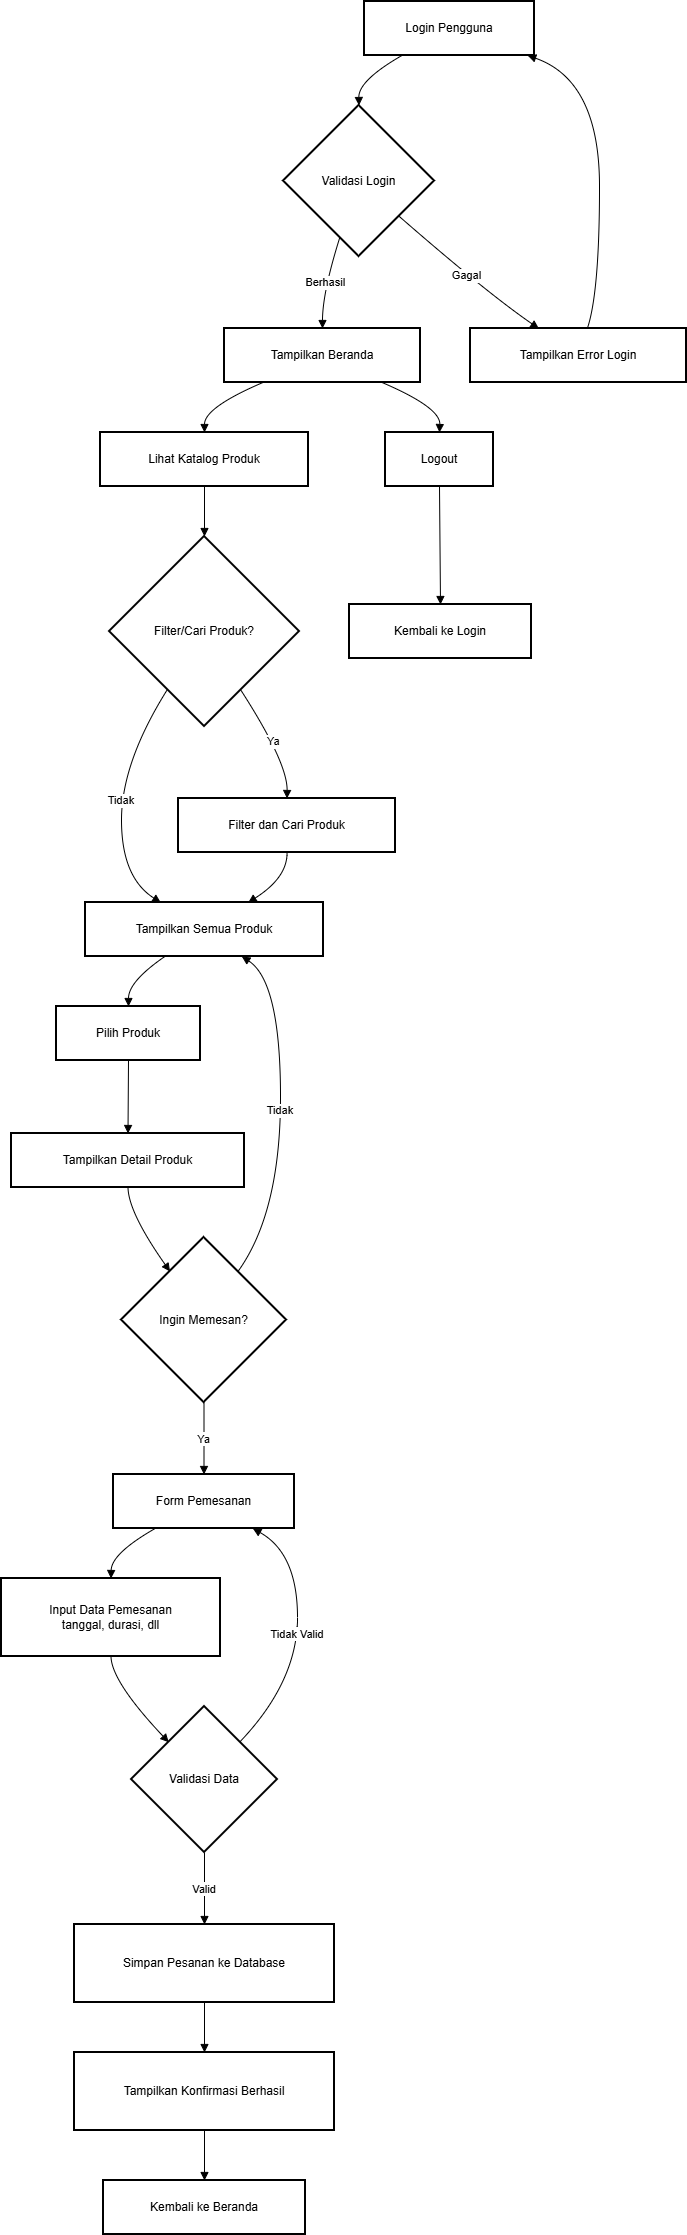 Login Pengguna
Validasi Login
Berhasil
Gagal
Tampilkan Beranda
Tampilkan Error Login
Lihat Katalog Produk
Logout
Filter/Cari Produk?
Kembali ke Login
Ya
Tidak
Filter dan Cari Produk
Tampilkan Semua Produk
Pilih Produk
Tidak
Tampilkan Detail Produk
Ingin Memesan?
Ya
Form Pemesanan
Input Data Pemesanan
tanggal, durasi, dll
Tidak Valid
Validasi Data
Valid
Simpan Pesanan ke Database
Tampilkan Konfirmasi Berhasil
Kembali ke Beranda